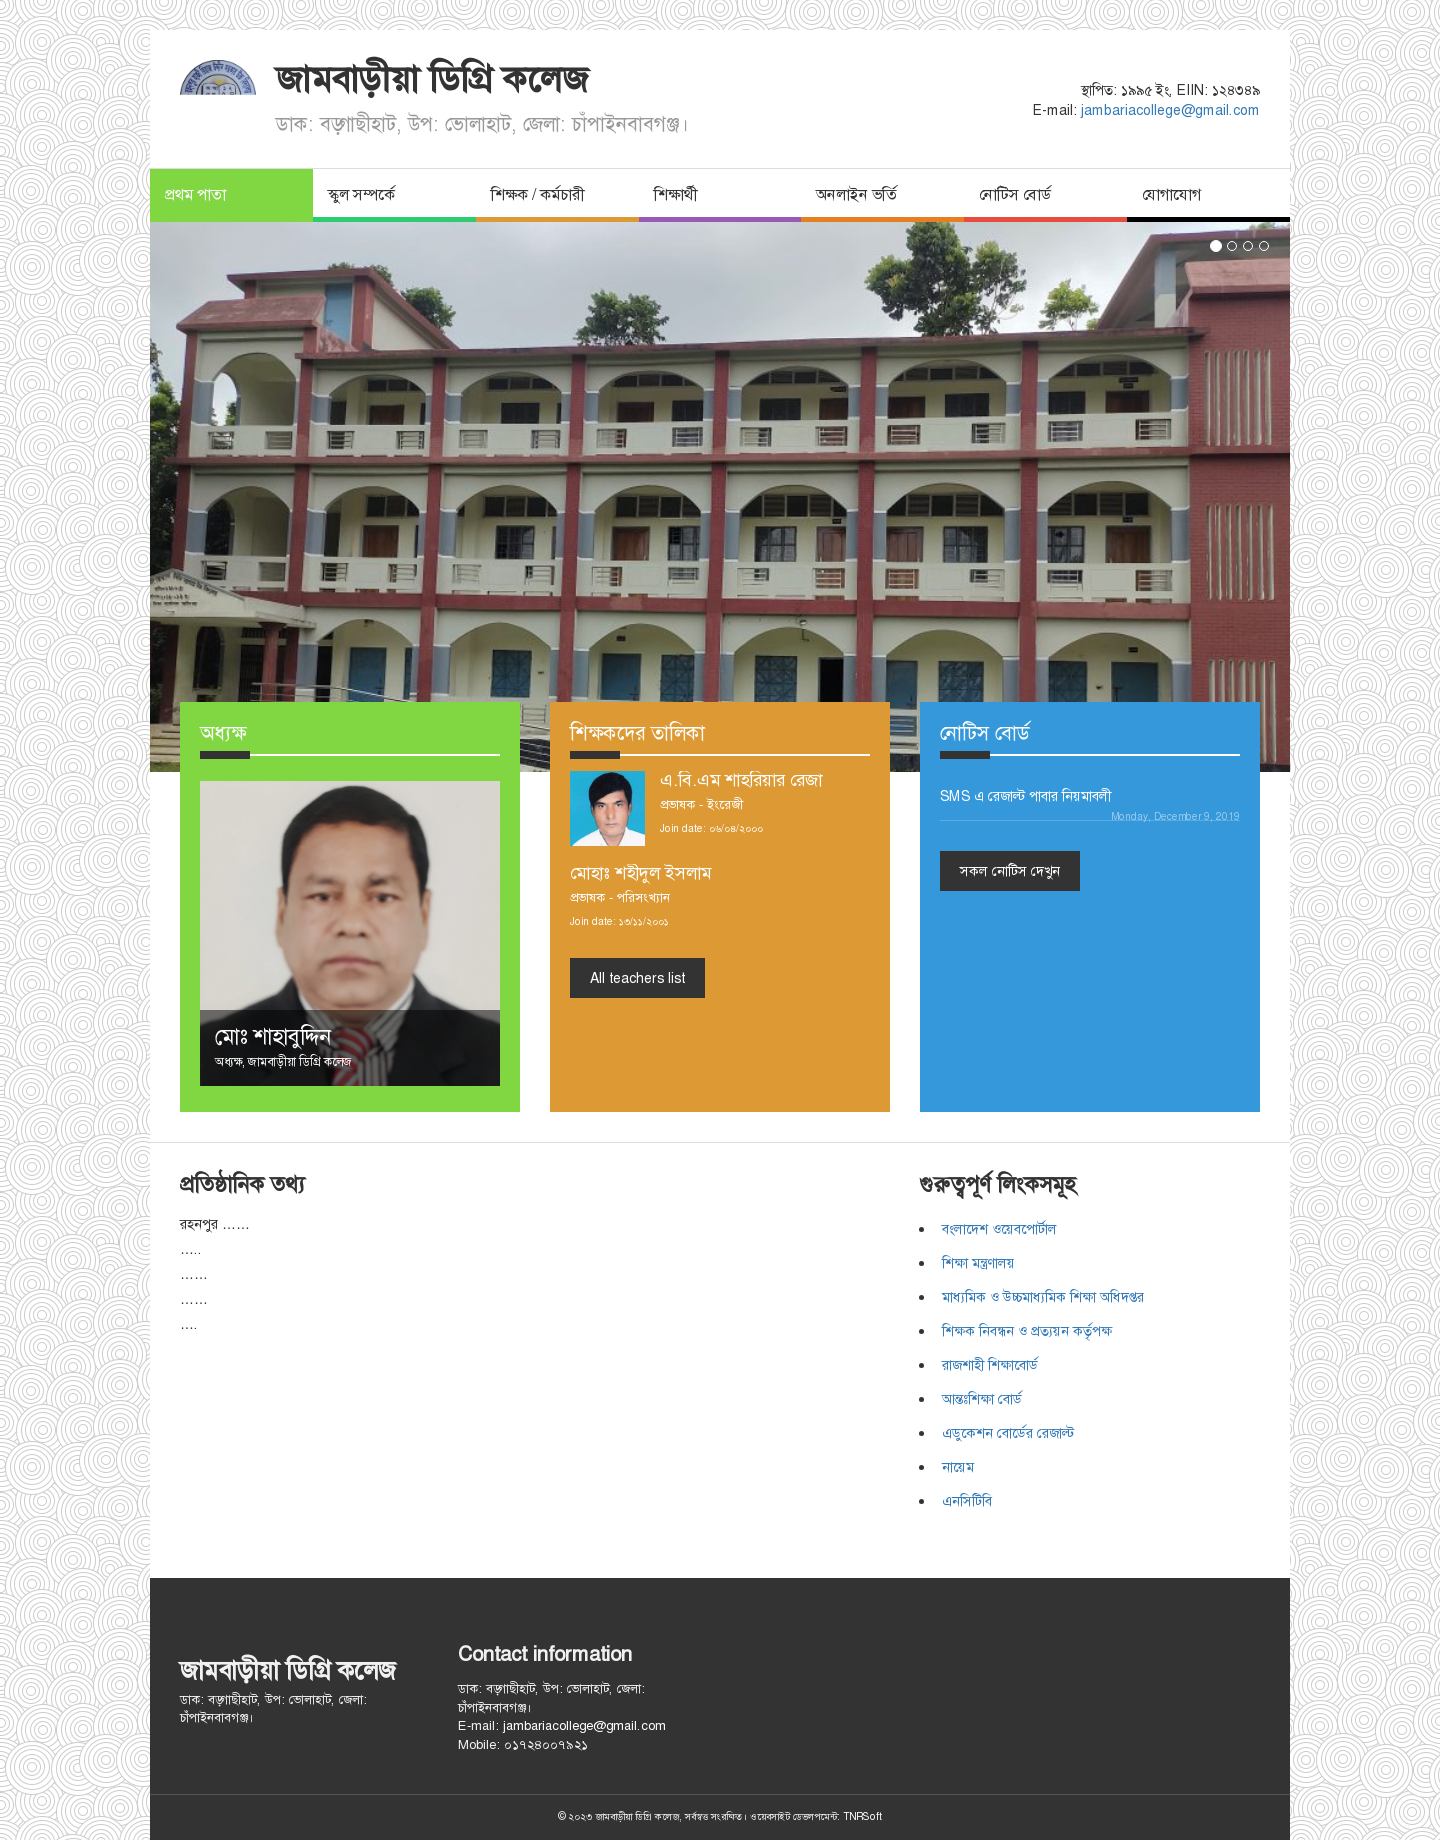 জামবাড়ীয়া ডিগ্রি কলেজ
ডাক: বড়্গাছীহাট, উপ: ভোলাহাট, জেলা: চাঁপাইনবাবগঞ্জ।
স্থাপিত: ১৯৯৫ ইং, EIIN: ১২৪৩৪৯
E-mail: jambariacollege@gmail.com
প্রথম পাতা
স্কুল সম্পর্কে
শিক্ষক / কর্মচারী
শিক্ষার্থী
অনলাইন ভর্তি
নোটিস বোর্ড
যোগাযোগ
অধ্যক্ষ
মোঃ শাহাবুদ্দিন
অধ্যক্ষ, জামবাড়ীয়া ডিগ্রি কলেজ
শিক্ষকদের তালিকা
এ.বি.এম শাহরিয়ার রেজা
প্রভাষক - ইংরেজী
Join date: ০৬/০৪/২০০০
মোহাঃ শহীদুল ইসলাম
প্রভাষক - পরিসংখ্যান
Join date: ১৩/১১/২০০১
All teachers list
নোটিস বোর্ড
SMS এ রেজাল্ট পাবার নিয়মাবলী
Monday, December 9, 2019
সকল নোটিস দেখুন
প্রতিষ্ঠানিক তথ্য
রহনপুর ……
…..
……
……
….
গুরুত্বপূর্ণ লিংকসমূহ
বংলাদেশ ওয়েবপোর্টাল
শিক্ষা মন্ত্রণালয়
মাধ্যমিক ও উচ্চমাধ্যমিক শিক্ষা অধিদপ্তর
শিক্ষক নিবন্ধন ও প্রত্যয়ন কর্তৃপক্ষ
রাজশাহী শিক্ষাবোর্ড
আন্তঃশিক্ষা বোর্ড
এডুকেশন বোর্ডের রেজাল্ট
নায়েম
এনসিটিবি
জামবাড়ীয়া ডিগ্রি কলেজ
ডাক: বড়্গাছীহাট, উপ: ভোলাহাট, জেলা:
চাঁপাইনবাবগঞ্জ।
Contact information
ডাক: বড়্গাছীহাট, উপ: ভোলাহাট, জেলা:
চাঁপাইনবাবগঞ্জ।
E-mail: jambariacollege@gmail.com
Mobile: ০১৭২৪০০৭৯২১
© ২০২৩ জামবাড়ীয়া ডিগ্রি কলেজ, সর্বস্বত্ত সংরক্ষিত। ওয়েবসাইট ডেভলপমেন্ট: TNRSoft